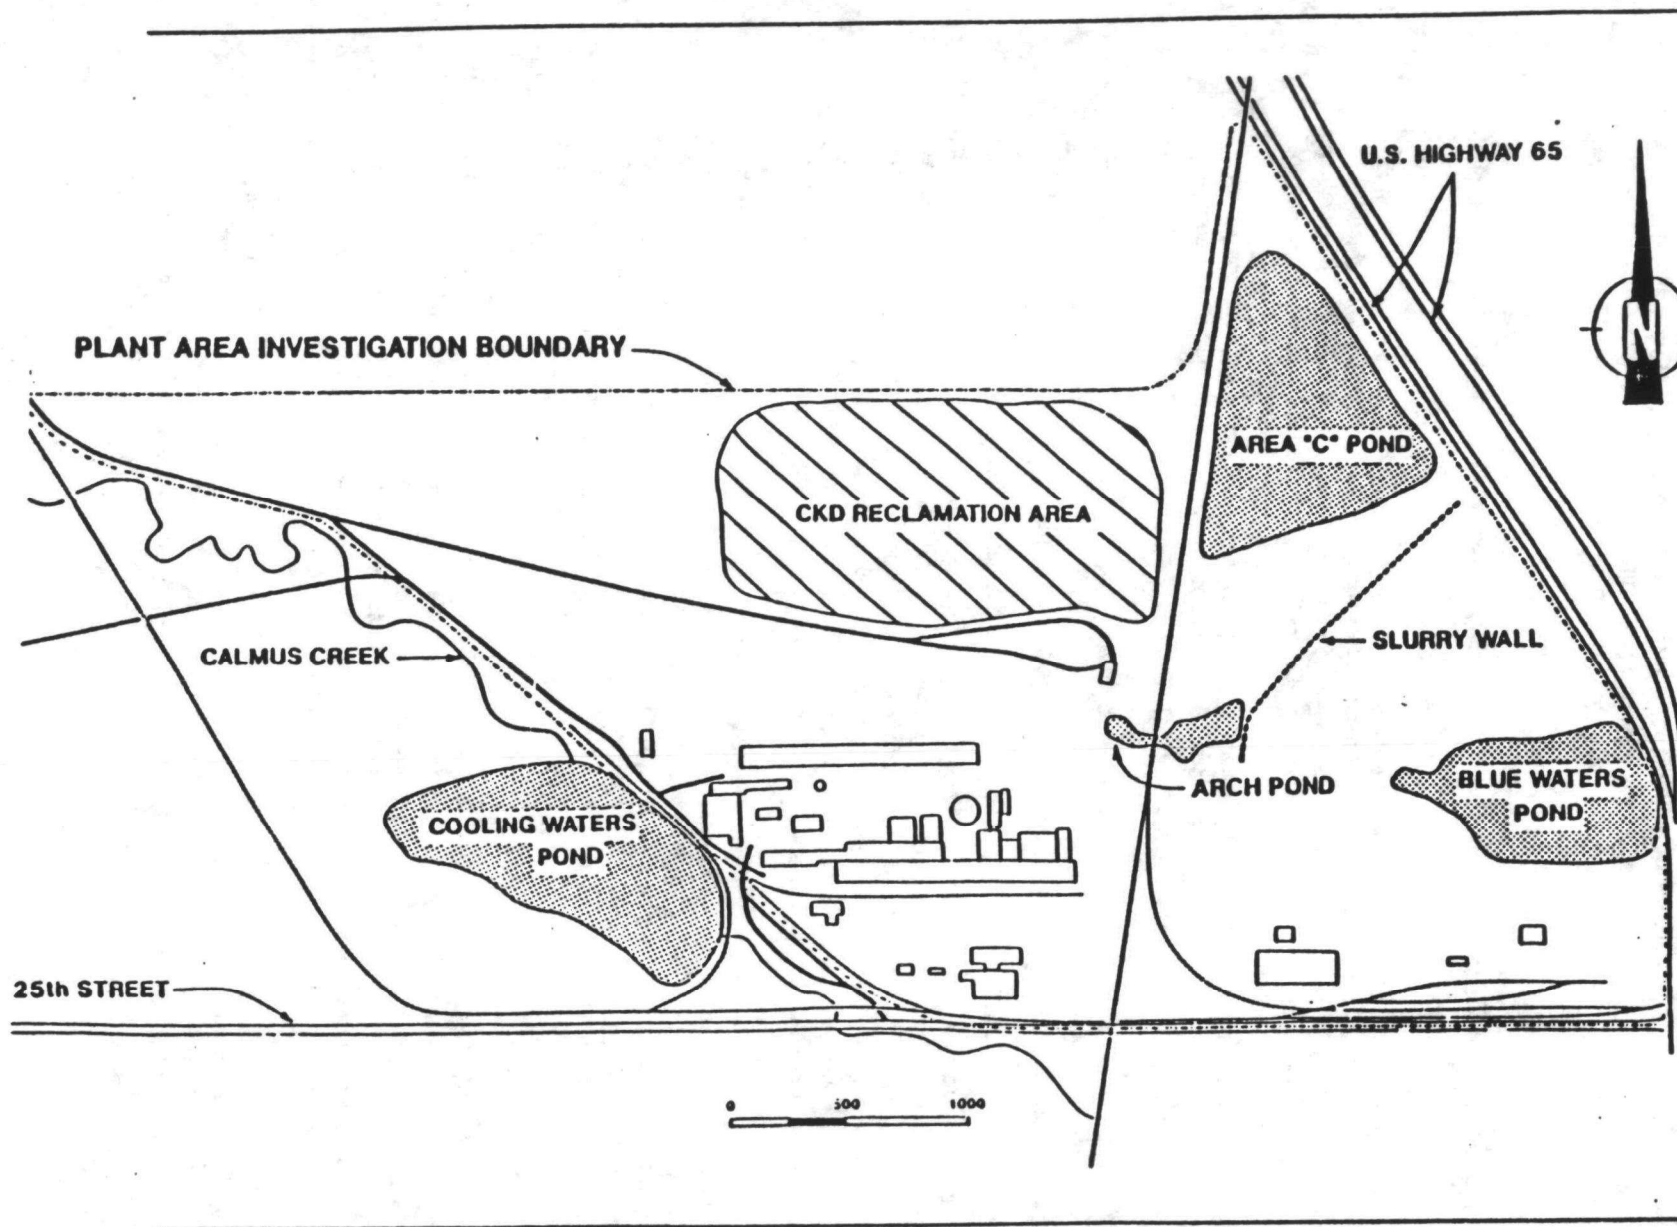 U.S. HIGHWAY 65
N
PLANT AREA INVESTIGATION BOUNDARY
AREA "C" POND
CKD RECLAMATION AREA
SLURRY WALL
CALMUS CREEK
ARCH POND
BLUE WATERS
POND
COOLING WATERS
POND
25th STREET
0 500 1000